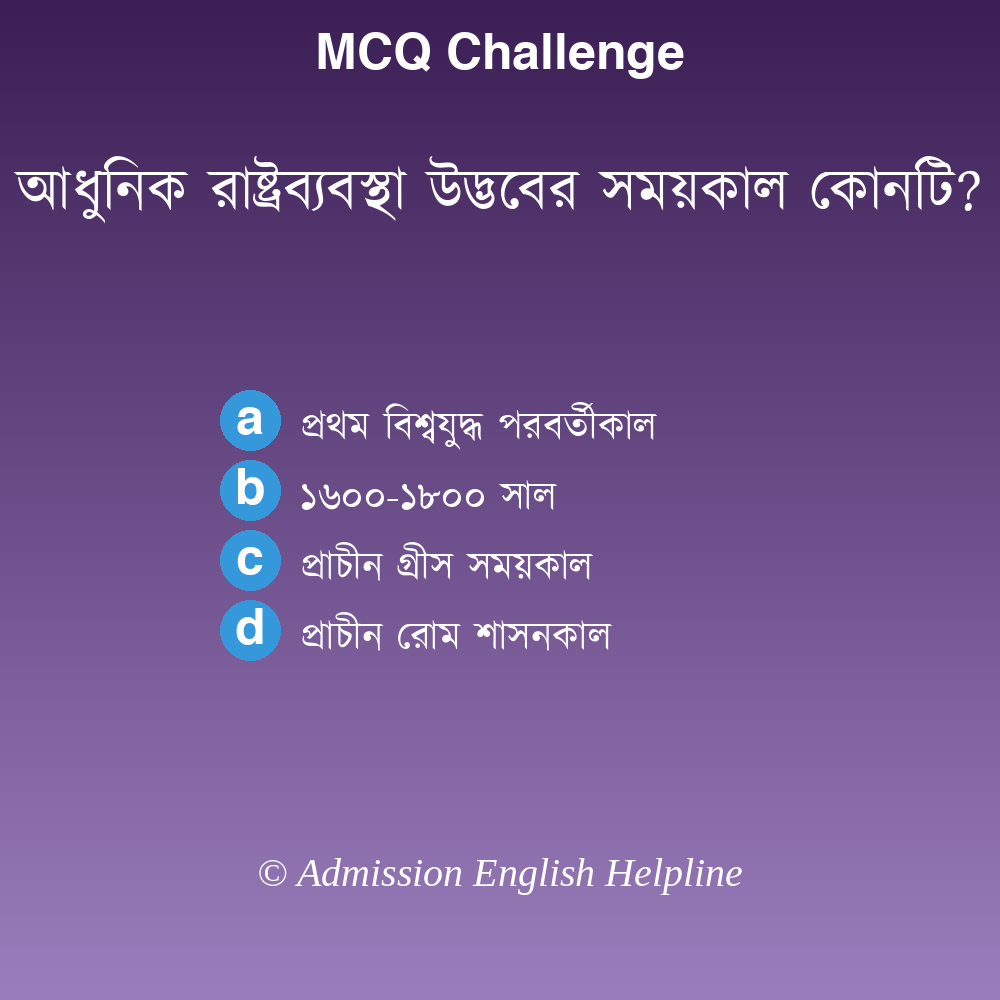 MCQ Challenge
আধুনিক রাষ্ট্রব্যবস্থা উদ্ভবের সময়কাল কোনটি?
a প্রথম বিশ্বযুদ্ধ পরবর্তীকাল
b ১৬০০-১৮০০ সাল
c প্রাচীন গ্রীস সময়কাল
d প্রাচীন রোম শাসনকাল
© Admission English Helpline